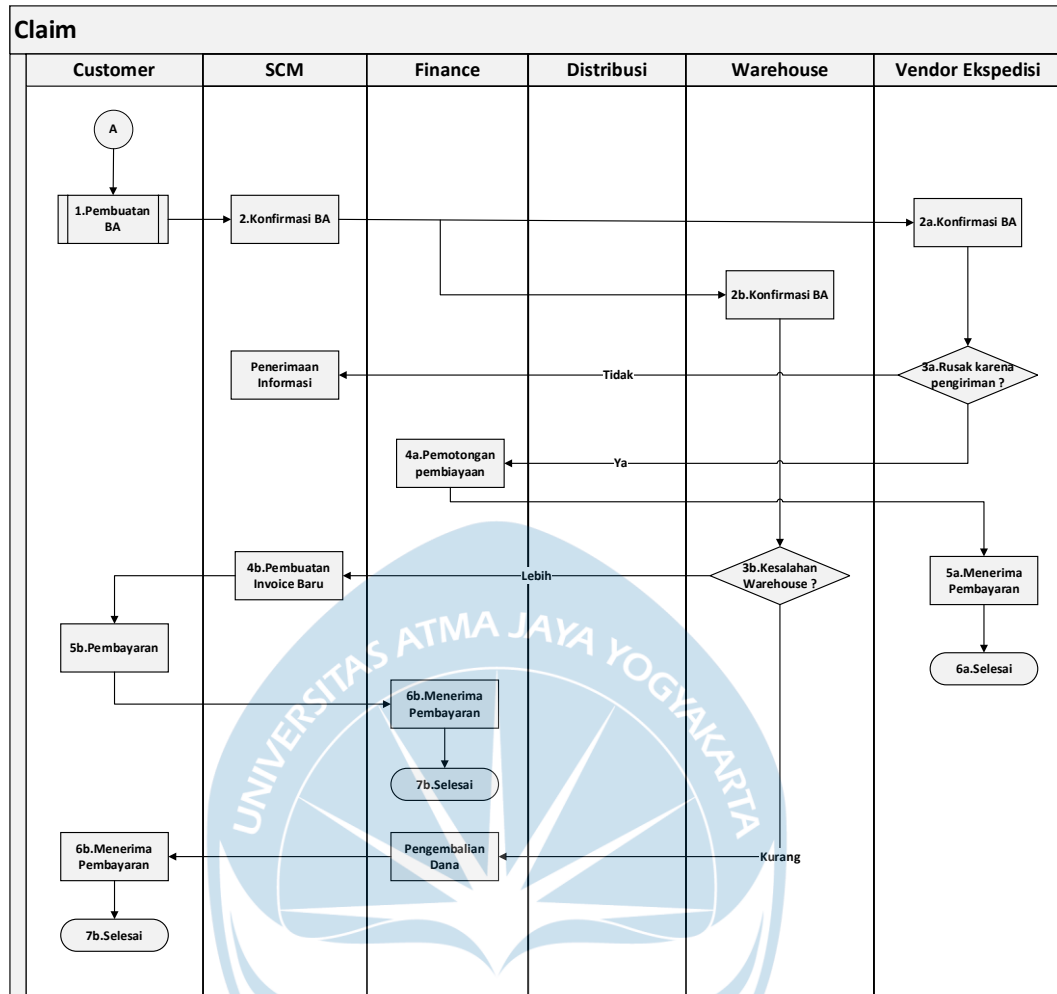 Claim
Customer
SCM
Finance
Distribusi
Warehouse
Vendor Ekspedisi
A
1.Pembuatan
BA
2.Konfirmasi BA
2a.Konfirmasi BA
2b.Konfirmasi BA
Penerimaan
Informasi
Tidak
3a.Rusak karena
pengiriman ?
4a.Pemotongan
pembiayaan
Ya
4b.Pembuatan
Invoice Baru
Lebih
3b.Kesalahan
Warehouse ?
5a.Menerima
Pembayaran
5b.Pembayaran
6a.Selesai
6b.Menerima
Pembayaran
7b.Selesai
6b.Menerima
Pembayaran
Pengembalian
Dana
Kurang
7b.Selesai
UNIVERSITAS ATMA JAYA YOGYAKARTA